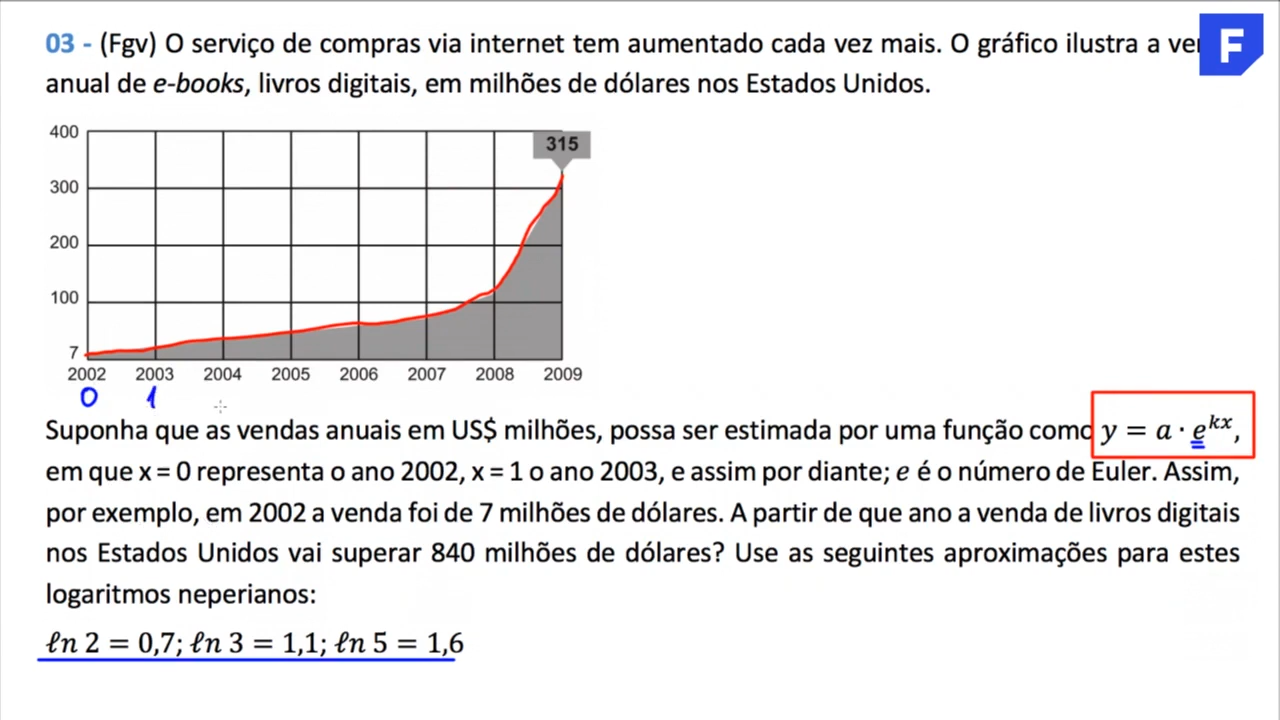 03 - (Fgv) O serviço de compras via internet tem aumentado cada vez mais. O gráfico ilustra a
F
anual de e-books, livros digitais, em milhões de dólares nos Estados Unidos.
400
315
300
200
100
7
2002 2003 2004 2005 2006 2007 2008 2009
0 1
Suponha que as vendas anuais em US$ milhões, possa ser estimada por uma função como y = a · e^{kx},
em que x = 0 representa o ano 2002, x = 1 o ano 2003, e assim por diante; e é o número de Euler. Assim,
por exemplo, em 2002 a venda foi de 7 milhões de dólares. A partir de que ano a venda de livros digitais
nos Estados Unidos vai superar 840 milhões de dólares? Use as seguintes aproximações para estes
logaritmos neperianos:
ℓn 2 = 0,7; ℓn 3 = 1,1; ℓn 5 = 1,6